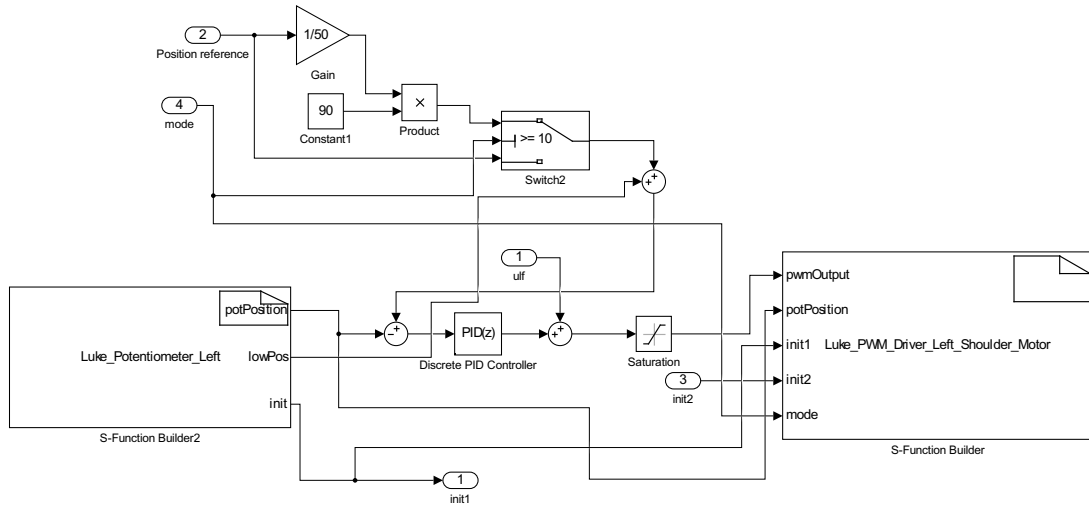 2
Position reference
1/50
Gain
4
mode
90
Constant1
×
Product
>= 10
Switch2
+
+
1
ulf
potPosition
lowPos
init
Luke_Potentiometer_Left
S-Function Builder2
+
−
PID(z)
Discrete PID Controller
+
+
Saturation
3
init2
pwmOutput
potPosition
init1
init2
mode
Luke_PWM_Driver_Left_Shoulder_Motor
S-Function Builder
1
init1